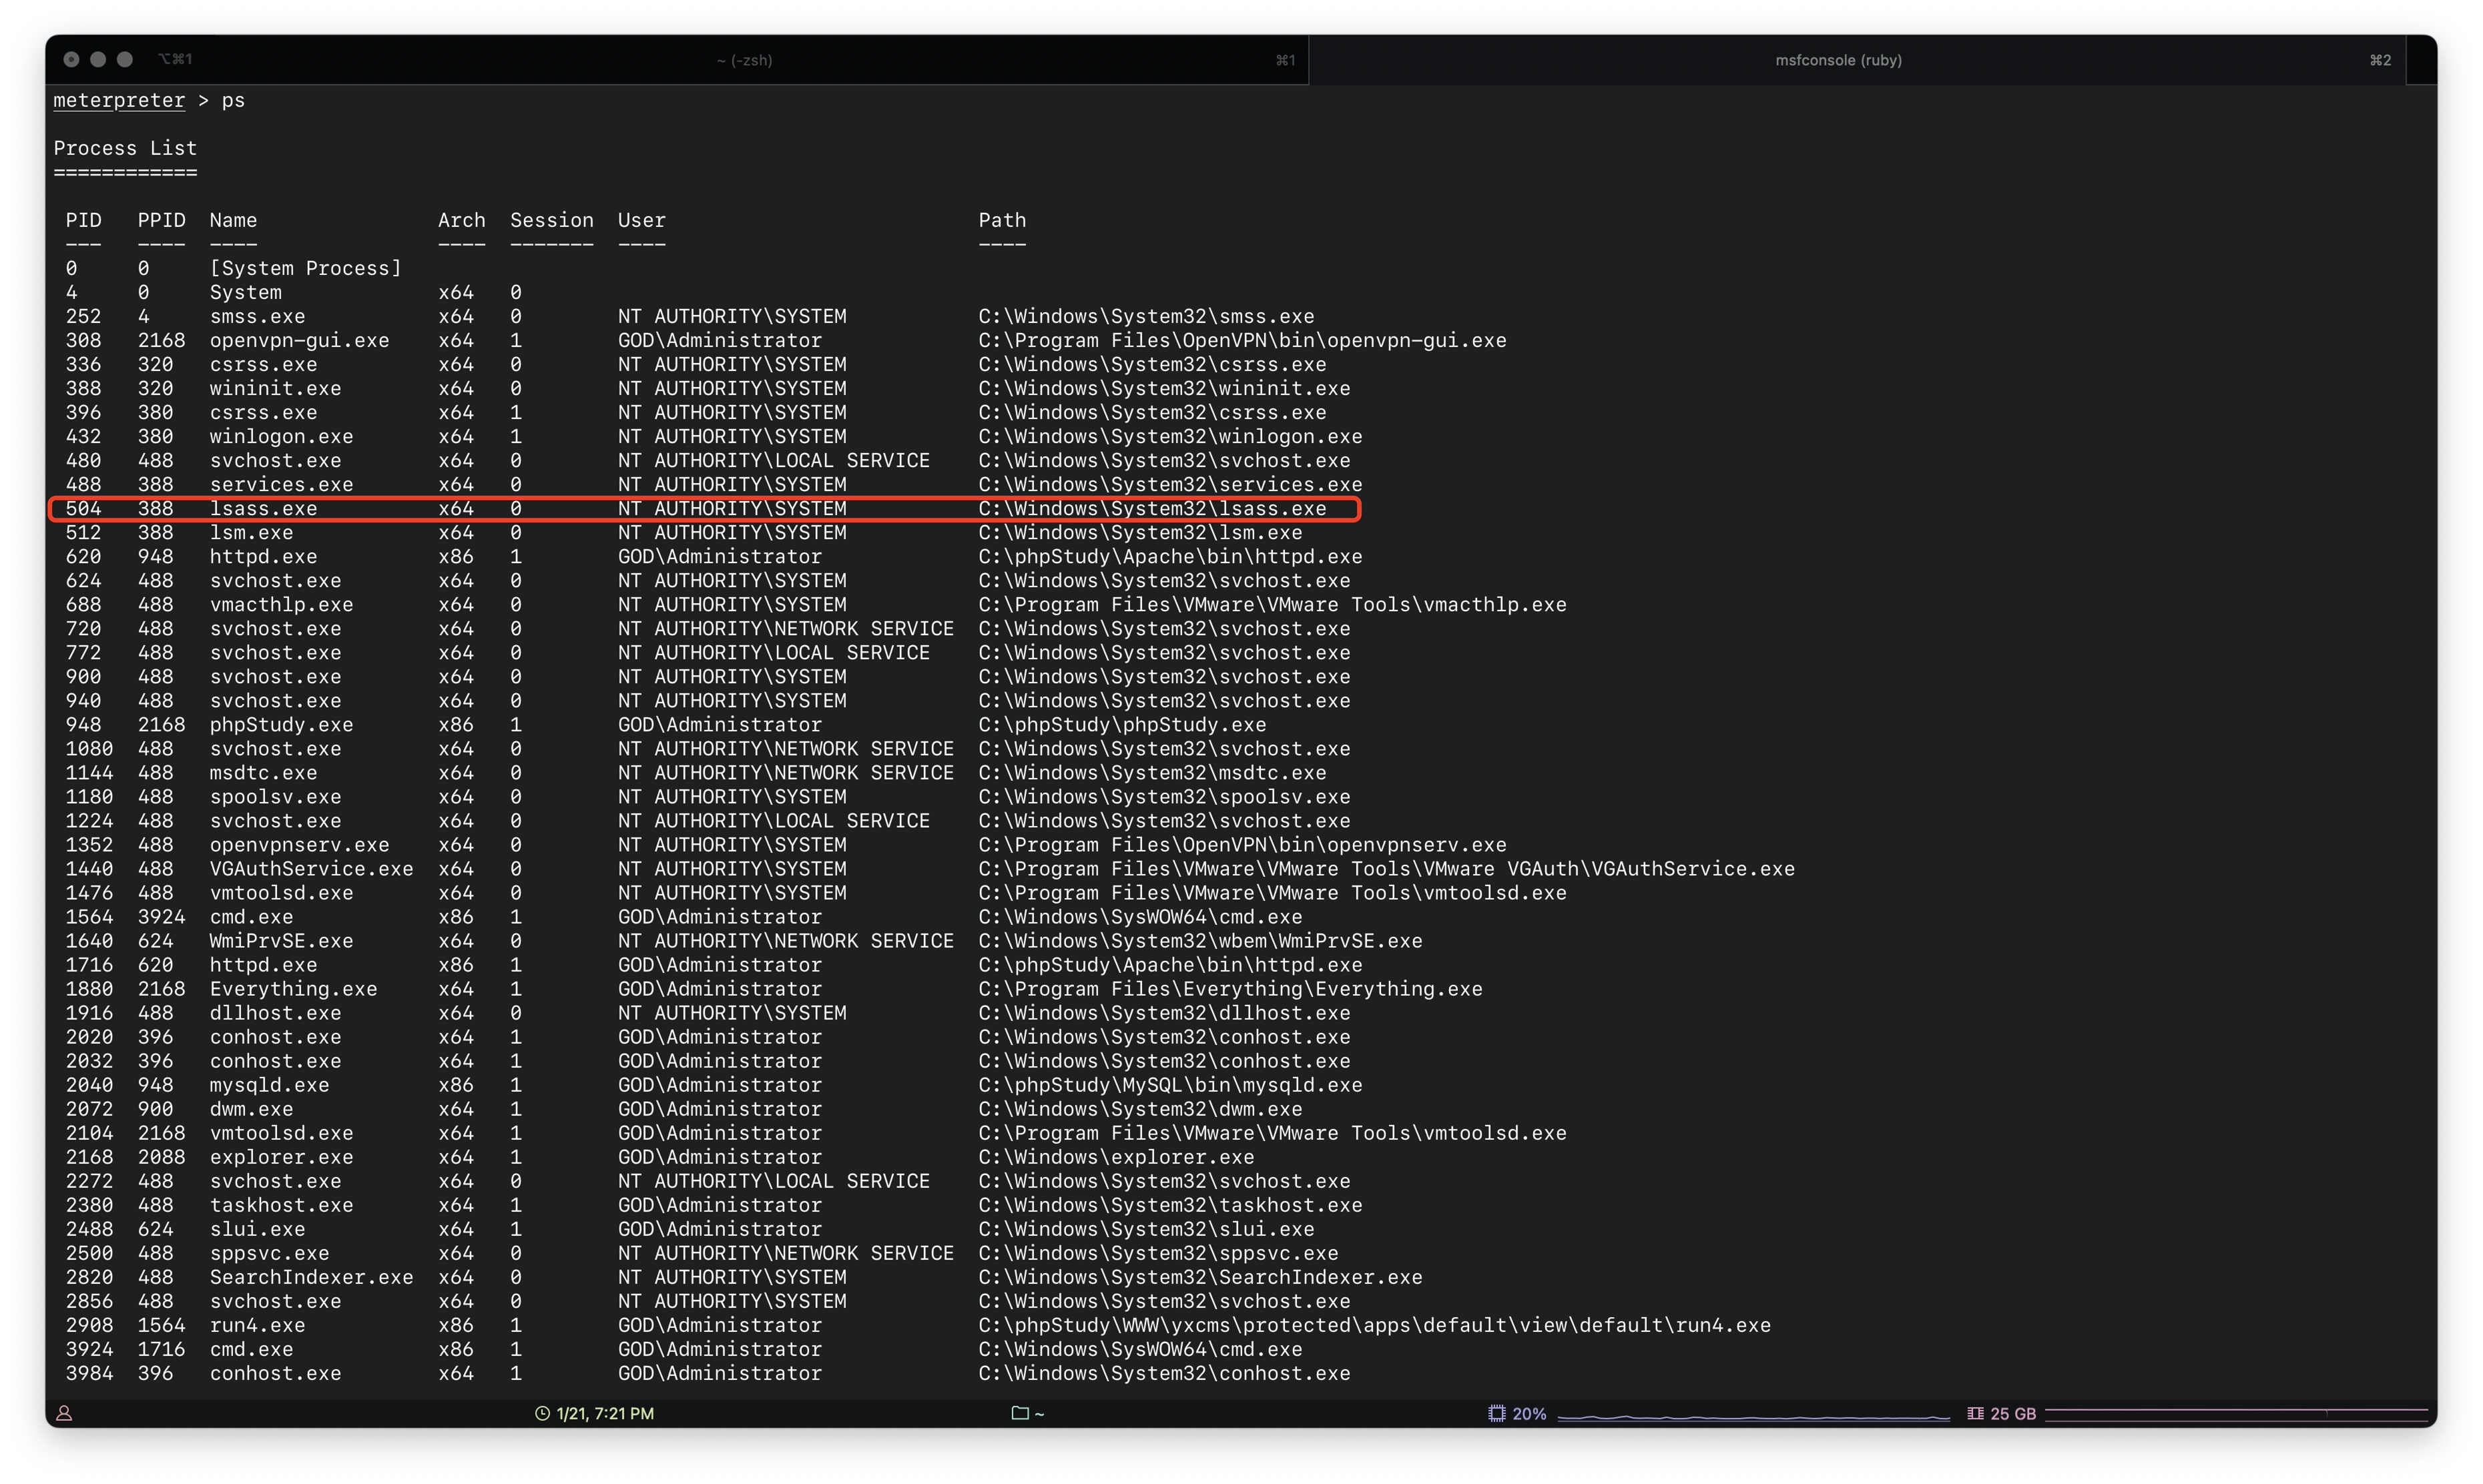 ⌥⌘1 ~ (-zsh) ⌘1 msfconsole (ruby) ⌘2
meterpreter > ps
Process List
============
PID PPID Name Arch Session User Path
--- ---- ---- ---- ------- ---- ----
0 0 [System Process]
4 0 System x64 0
252 4 smss.exe x64 0 NT AUTHORITY\SYSTEM C:\Windows\System32\smss.exe
308 2168 openvpn-gui.exe x64 1 GOD\Administrator C:\Program Files\OpenVPN\bin\openvpn-gui.exe
336 320 csrss.exe x64 0 NT AUTHORITY\SYSTEM C:\Windows\System32\csrss.exe
388 320 wininit.exe x64 0 NT AUTHORITY\SYSTEM C:\Windows\System32\wininit.exe
396 380 csrss.exe x64 1 NT AUTHORITY\SYSTEM C:\Windows\System32\csrss.exe
432 380 winlogon.exe x64 1 NT AUTHORITY\SYSTEM C:\Windows\System32\winlogon.exe
480 488 svchost.exe x64 0 NT AUTHORITY\LOCAL SERVICE C:\Windows\System32\svchost.exe
488 388 services.exe x64 0 NT AUTHORITY\SYSTEM C:\Windows\System32\services.exe
504 388 lsass.exe x64 0 NT AUTHORITY\SYSTEM C:\Windows\System32\lsass.exe
512 388 lsm.exe x64 0 NT AUTHORITY\SYSTEM C:\Windows\System32\lsm.exe
620 948 httpd.exe x86 1 GOD\Administrator C:\phpStudy\Apache\bin\httpd.exe
624 488 svchost.exe x64 0 NT AUTHORITY\SYSTEM C:\Windows\System32\svchost.exe
688 488 vmacthlp.exe x64 0 NT AUTHORITY\SYSTEM C:\Program Files\VMware\VMware Tools\vmacthlp.exe
720 488 svchost.exe x64 0 NT AUTHORITY\NETWORK SERVICE C:\Windows\System32\svchost.exe
772 488 svchost.exe x64 0 NT AUTHORITY\LOCAL SERVICE C:\Windows\System32\svchost.exe
900 488 svchost.exe x64 0 NT AUTHORITY\SYSTEM C:\Windows\System32\svchost.exe
940 488 svchost.exe x64 0 NT AUTHORITY\SYSTEM C:\Windows\System32\svchost.exe
948 2168 phpStudy.exe x86 1 GOD\Administrator C:\phpStudy\phpStudy.exe
1080 488 svchost.exe x64 0 NT AUTHORITY\NETWORK SERVICE C:\Windows\System32\svchost.exe
1144 488 msdtc.exe x64 0 NT AUTHORITY\NETWORK SERVICE C:\Windows\System32\msdtc.exe
1180 488 spoolsv.exe x64 0 NT AUTHORITY\SYSTEM C:\Windows\System32\spoolsv.exe
1224 488 svchost.exe x64 0 NT AUTHORITY\LOCAL SERVICE C:\Windows\System32\svchost.exe
1352 488 openvpnserv.exe x64 0 NT AUTHORITY\SYSTEM C:\Program Files\OpenVPN\bin\openvpnserv.exe
1440 488 VGAuthService.exe x64 0 NT AUTHORITY\SYSTEM C:\Program Files\VMware\VMware Tools\VMware VGAuth\VGAuthService.exe
1476 488 vmtoolsd.exe x64 0 NT AUTHORITY\SYSTEM C:\Program Files\VMware\VMware Tools\vmtoolsd.exe
1564 3924 cmd.exe x86 1 GOD\Administrator C:\Windows\SysWOW64\cmd.exe
1640 624 WmiPrvSE.exe x64 0 NT AUTHORITY\NETWORK SERVICE C:\Windows\System32\wbem\WmiPrvSE.exe
1716 620 httpd.exe x86 1 GOD\Administrator C:\phpStudy\Apache\bin\httpd.exe
1880 2168 Everything.exe x64 1 GOD\Administrator C:\Program Files\Everything\Everything.exe
1916 488 dllhost.exe x64 0 NT AUTHORITY\SYSTEM C:\Windows\System32\dllhost.exe
2020 396 conhost.exe x64 1 GOD\Administrator C:\Windows\System32\conhost.exe
2032 396 conhost.exe x64 1 GOD\Administrator C:\Windows\System32\conhost.exe
2040 948 mysqld.exe x86 1 GOD\Administrator C:\phpStudy\MySQL\bin\mysqld.exe
2072 900 dwm.exe x64 1 GOD\Administrator C:\Windows\System32\dwm.exe
2104 2168 vmtoolsd.exe x64 1 GOD\Administrator C:\Program Files\VMware\VMware Tools\vmtoolsd.exe
2168 2088 explorer.exe x64 1 GOD\Administrator C:\Windows\explorer.exe
2272 488 svchost.exe x64 0 NT AUTHORITY\LOCAL SERVICE C:\Windows\System32\svchost.exe
2380 488 taskhost.exe x64 1 GOD\Administrator C:\Windows\System32\taskhost.exe
2488 624 slui.exe x64 1 GOD\Administrator C:\Windows\System32\slui.exe
2500 488 sppsvc.exe x64 0 NT AUTHORITY\NETWORK SERVICE C:\Windows\System32\sppsvc.exe
2820 488 SearchIndexer.exe x64 0 NT AUTHORITY\SYSTEM C:\Windows\System32\SearchIndexer.exe
2856 488 svchost.exe x64 0 NT AUTHORITY\SYSTEM C:\Windows\System32\svchost.exe
2908 1564 run4.exe x86 1 GOD\Administrator C:\phpStudy\WWW\yxcms\protected\apps\default\view\default\run4.exe
3924 1716 cmd.exe x86 1 GOD\Administrator C:\Windows\SysWOW64\cmd.exe
3984 396 conhost.exe x64 1 GOD\Administrator C:\Windows\System32\conhost.exe
1/21, 7:21 PM ~ 20% 25 GB